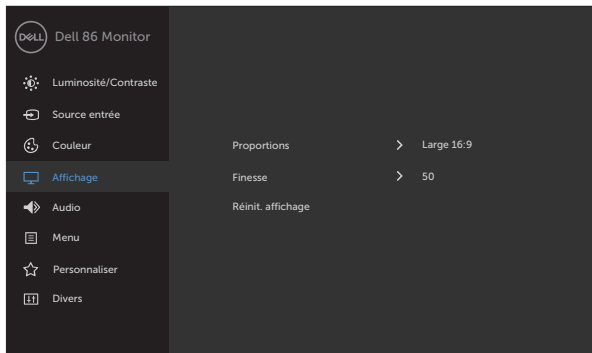 DELL Dell 86 Monitor
Luminosité/Contraste
Source entrée
Couleur
Affichage
Audio
Menu
Personnaliser
Divers
Proportions Large 16:9
Finesse 50
Réinit. affichage